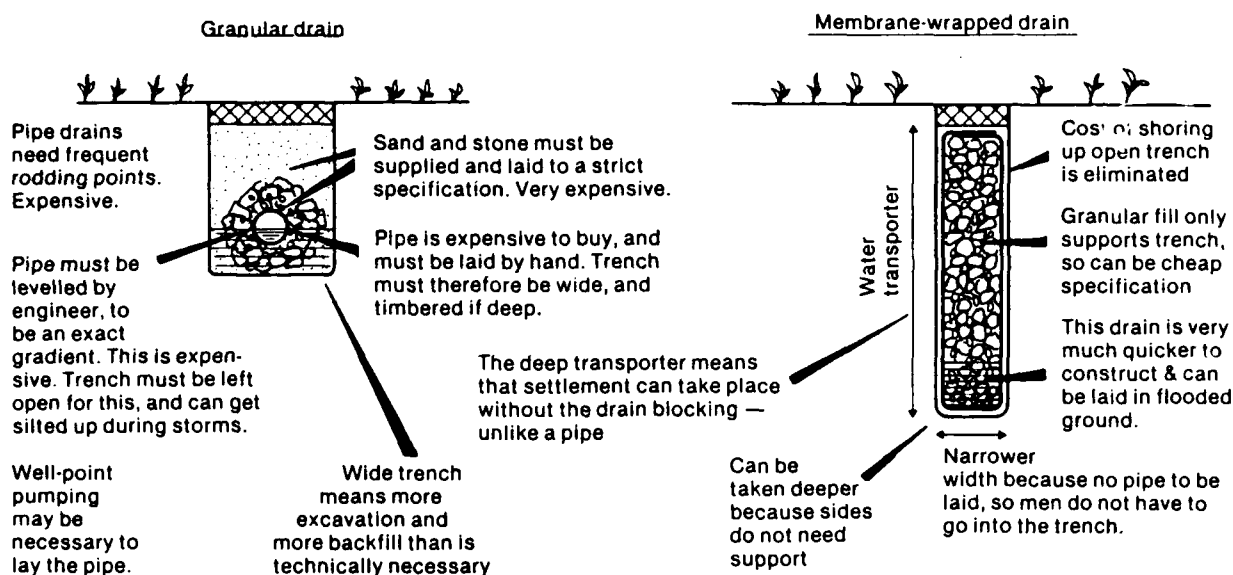 Granular drain
Pipe drains
need frequent
rodding points.
Expensive.
Sand and stone must be
supplied and laid to a strict
specification. Very expensive.
Pipe is expensive to buy, and
must be laid by hand. Trench
must therefore be wide, and
timbered if deep.
Pipe must be
levelled by
engineer, to
be an exact
gradient. This is expen-
sive. Trench must be left
open for this, and can get
silted up during storms.
Well-point
pumping
may be
necessary to
lay the pipe.
Wide trench
means more
excavation and
more backfill than is
technically necessary
Membrane-wrapped drain
Water
transporter
Cost of shoring
up open trench
is eliminated
Granular fill only
supports trench,
so can be cheap
specification
This drain is very
much quicker to
construct & can
be laid in flooded
ground.
The deep transporter means
that settlement can take place
without the drain blocking —
unlike a pipe
Can be
taken deeper
because sides
do not need
support
Narrower
width because no pipe to be
laid, so men do not have to
go into the trench.